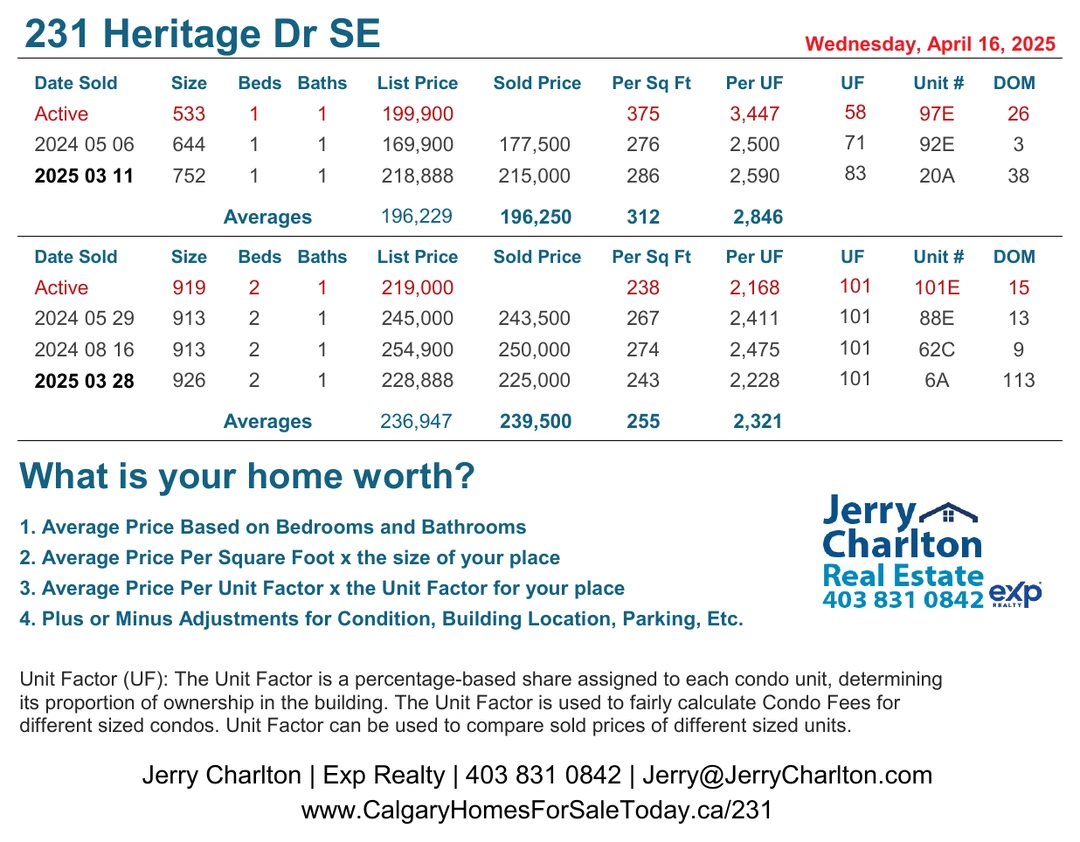 231 Heritage Dr SE
Wednesday, April 16, 2025
Date Sold Size Beds Baths List Price Sold Price Per Sq Ft Per UF UF Unit # DOM
Active 533 1 1 199,900 375 3,447 58 97E 26
2024 05 06 644 1 1 169,900 177,500 276 2,500 71 92E 3
2025 03 11 752 1 1 218,888 215,000 286 2,590 83 20A 38
Averages 196,229 196,250 312 2,846
Date Sold Size Beds Baths List Price Sold Price Per Sq Ft Per UF UF Unit # DOM
Active 919 2 1 219,000 238 2,168 101 101E 15
2024 05 29 913 2 1 245,000 243,500 267 2,411 101 88E 13
2024 08 16 913 2 1 254,900 250,000 274 2,475 101 62C 9
2025 03 28 926 2 1 228,888 225,000 243 2,228 101 6A 113
Averages 236,947 239,500 255 2,321
What is your home worth?
1. Average Price Based on Bedrooms and Bathrooms
2. Average Price Per Square Foot x the size of your place
3. Average Price Per Unit Factor x the Unit Factor for your place
4. Plus or Minus Adjustments for Condition, Building Location, Parking, Etc.
Jerry
Charlton
Real Estate
403 831 0842
exp
REALTY
Unit Factor (UF): The Unit Factor is a percentage-based share assigned to each condo unit, determining
its proportion of ownership in the building. The Unit Factor is used to fairly calculate Condo Fees for
different sized condos. Unit Factor can be used to compare sold prices of different sized units.
Jerry Charlton | Exp Realty | 403 831 0842 | Jerry@JerryCharlton.com
www.CalgaryHomesForSaleToday.ca/231